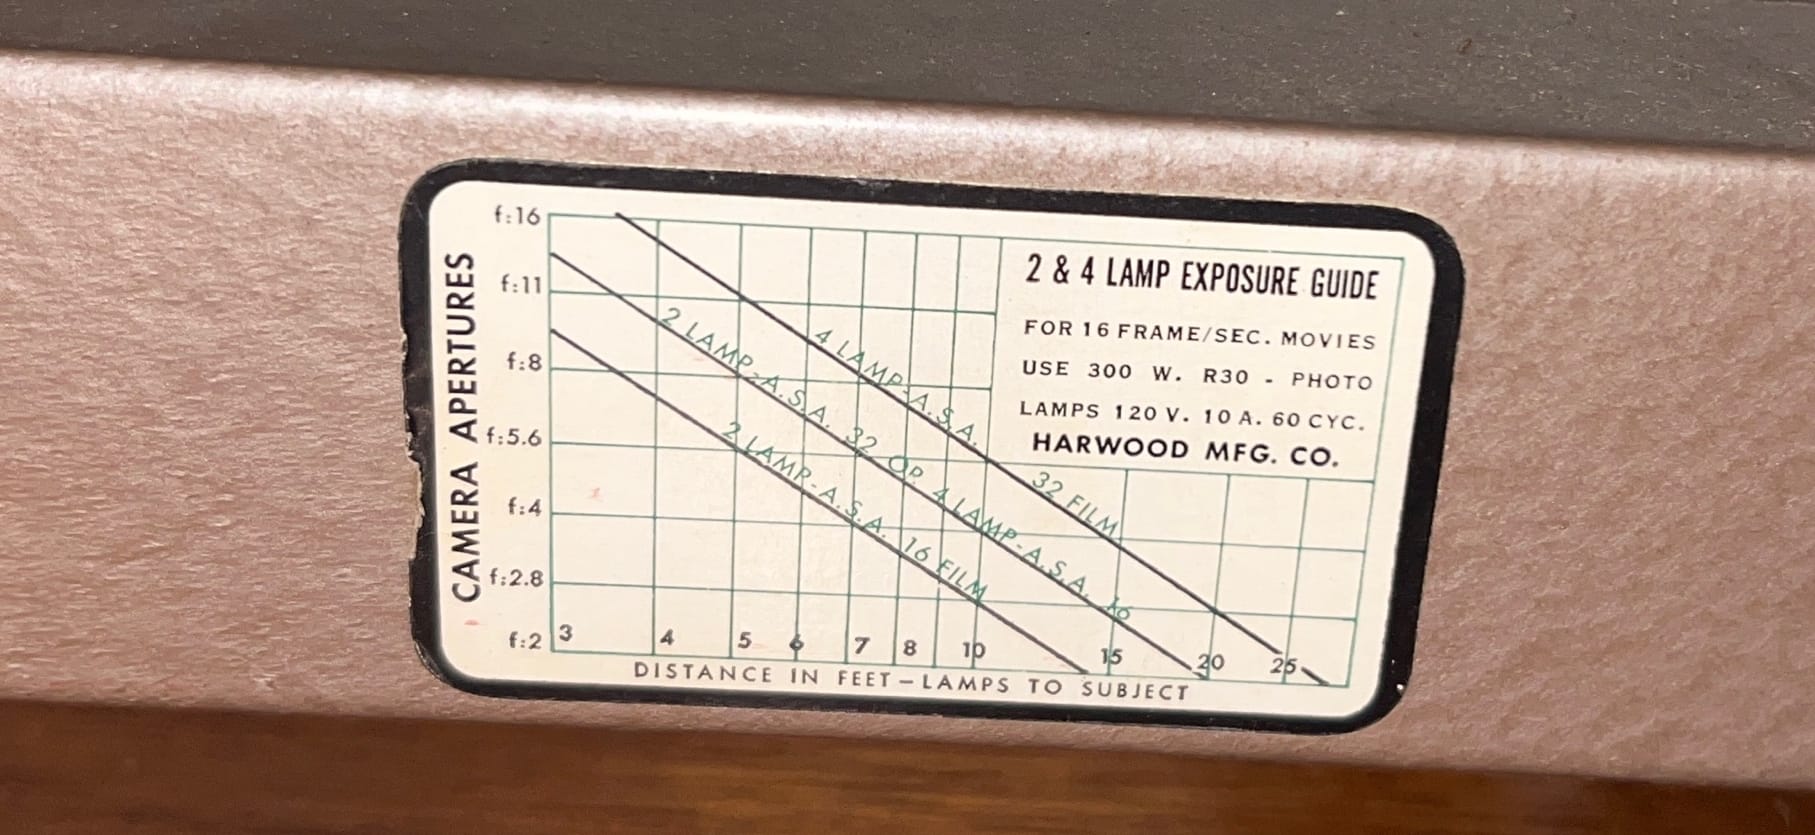 CAMERA APERTURES
f:16
f:11
f:8
f:5.6
f:4
f:2.8
f:2
2 & 4 LAMP EXPOSURE GUIDE
FOR 16 FRAME/SEC. MOVIES
USE 300 W. R30 - PHOTO
LAMPS 120 V. 10 A. 60 CYC.
HARWOOD MFG. CO.
4 LAMP-A.S.A. 32 FILM
2 LAMP-A.S.A. 32 OR 4 LAMP-A.S.A. 16
2 LAMP-A.S.A. 16 FILM
3 4 5 6 7 8 10 15 20 25
DISTANCE IN FEET-LAMPS TO SUBJECT